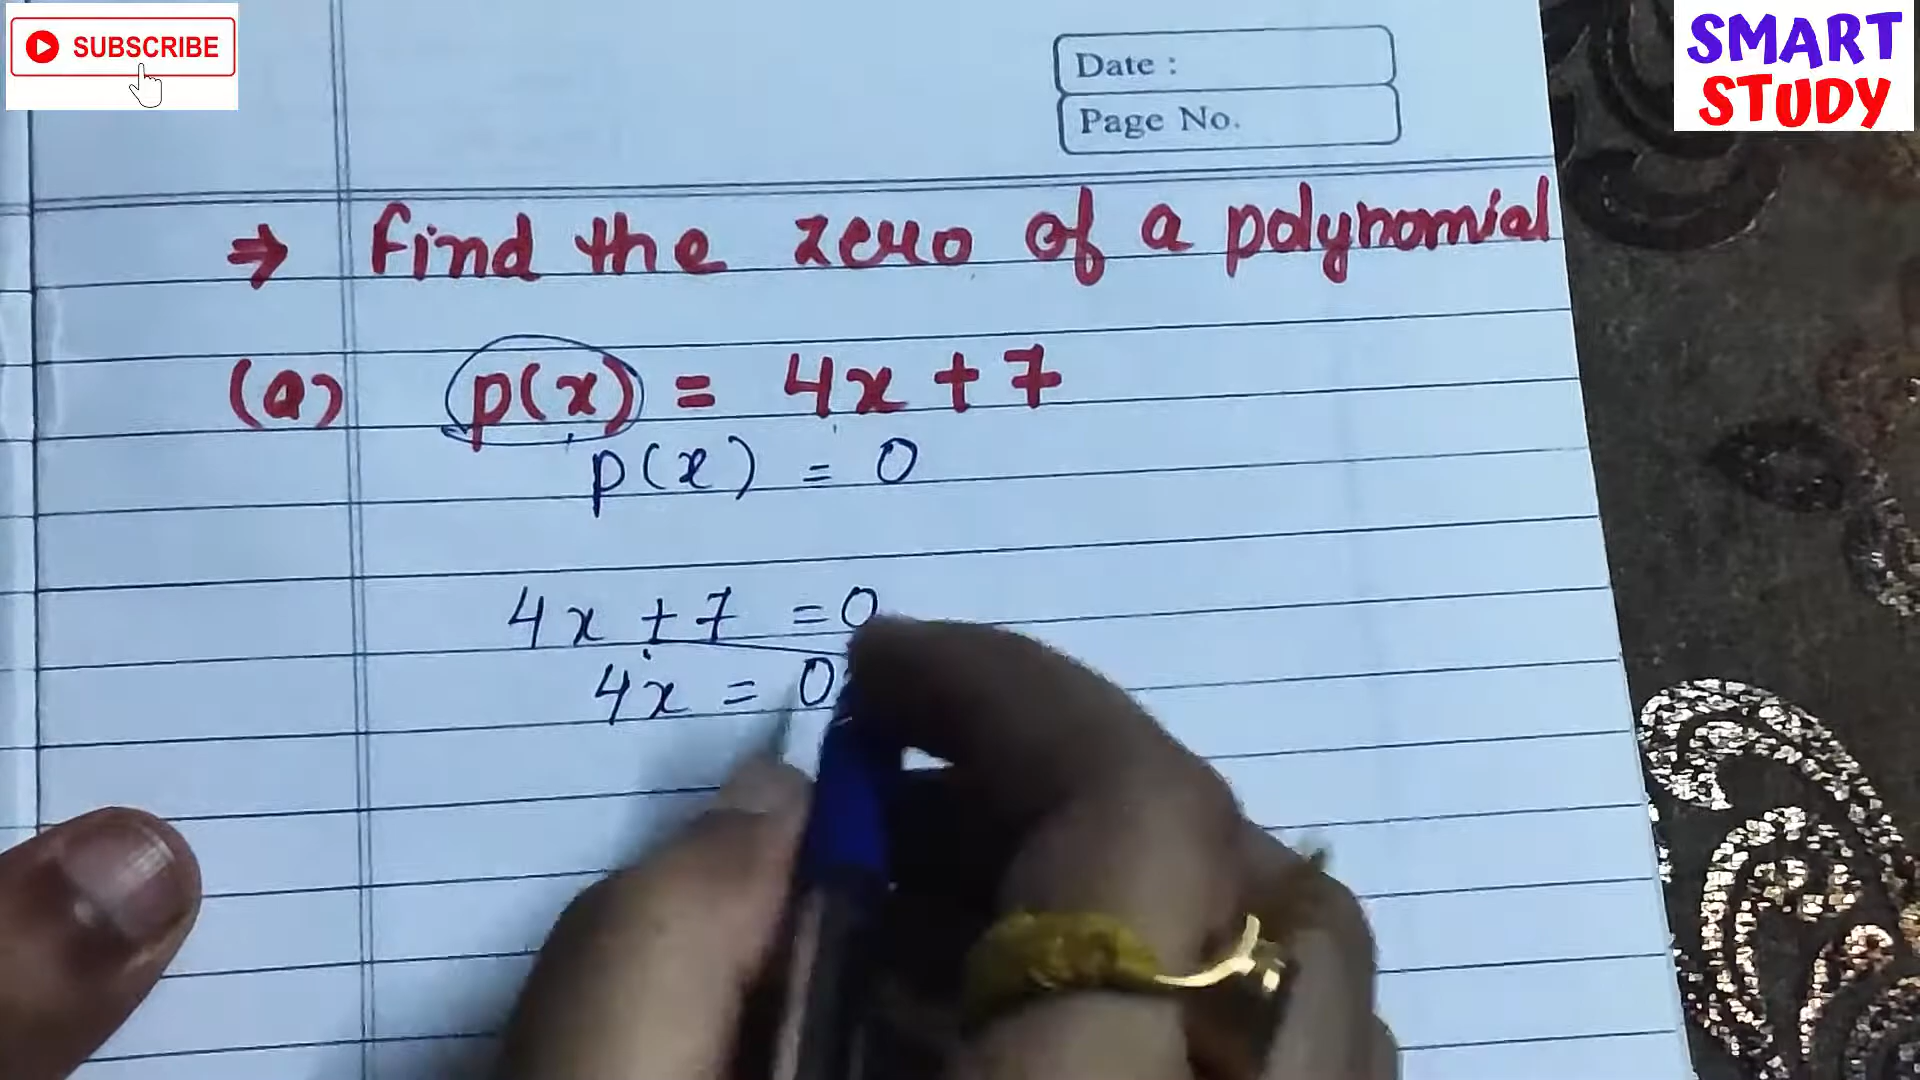 SUBSCRIBE
SMART
STUDY
Date :
Page No.
⇒ Find the zero of a polynomial
(a) p(x) = 4x + 7
p(x) = 0
4x + 7 = 0
4x = 0